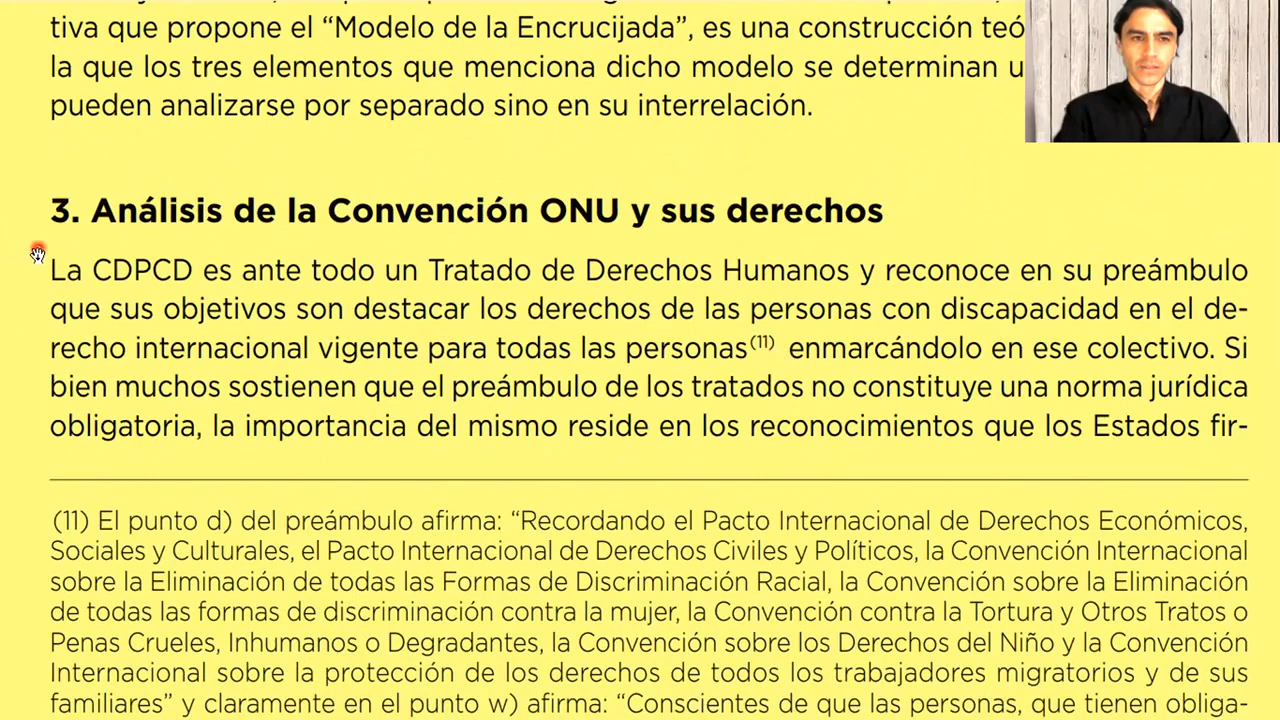 tiva que propone el “Modelo de la Encrucijada”, es una construcción teó
la que los tres elementos que menciona dicho modelo se determinan u
pueden analizarse por separado sino en su interrelación.
3. Análisis de la Convención ONU y sus derechos
La CDPCD es ante todo un Tratado de Derechos Humanos y reconoce en su preámbulo
que sus objetivos son destacar los derechos de las personas con discapacidad en el de-
recho internacional vigente para todas las personas(11) enmarcándolo en ese colectivo. Si
bien muchos sostienen que el preámbulo de los tratados no constituye una norma jurídica
obligatoria, la importancia del mismo reside en los reconocimientos que los Estados fir-
(11) El punto d) del preámbulo afirma: “Recordando el Pacto Internacional de Derechos Económicos,
Sociales y Culturales, el Pacto Internacional de Derechos Civiles y Políticos, la Convención Internacional
sobre la Eliminación de todas las Formas de Discriminación Racial, la Convención sobre la Eliminación
de todas las formas de discriminación contra la mujer, la Convención contra la Tortura y Otros Tratos o
Penas Crueles, Inhumanos o Degradantes, la Convención sobre los Derechos del Niño y la Convención
Internacional sobre la protección de los derechos de todos los trabajadores migratorios y de sus
familiares” y claramente en el punto w) afirma: “Conscientes de que las personas, que tienen obliga-